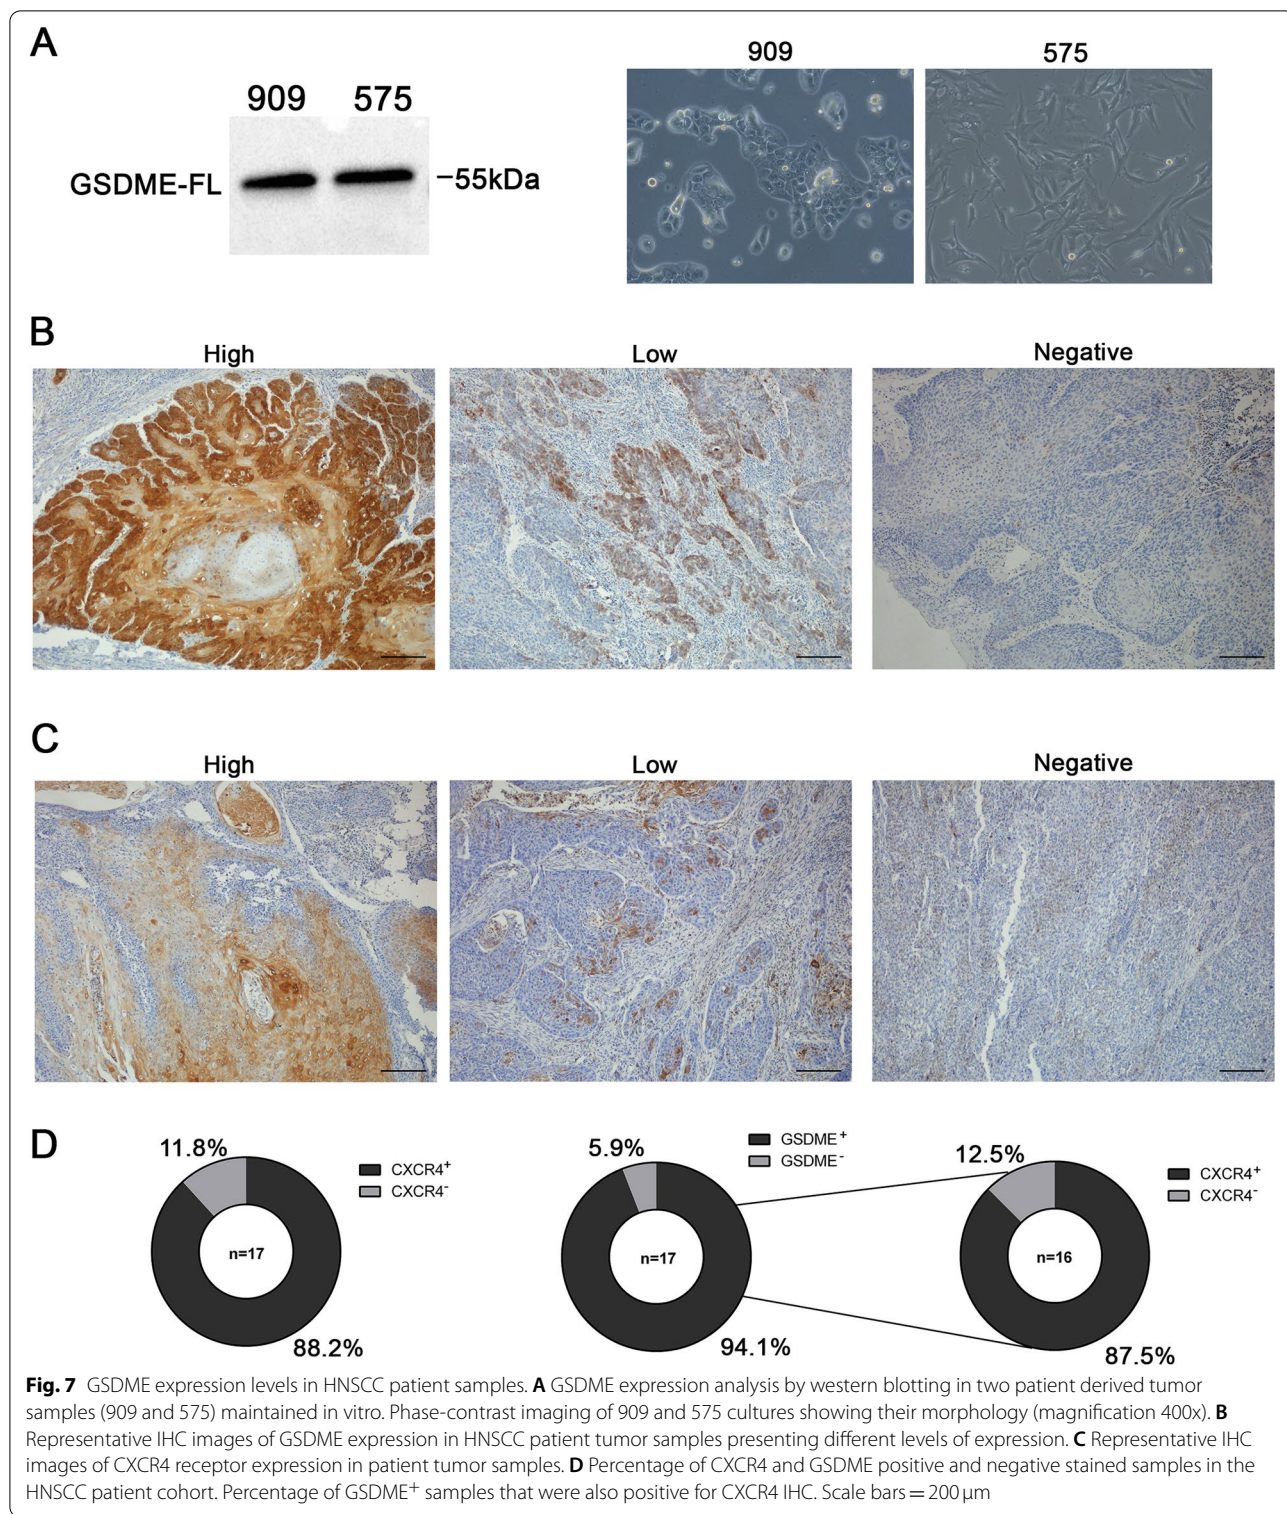 A
909 575
GSDME-FL
–55kDa
909
575
B
High
Low
Negative
C
High
Low
Negative
D
11.8%
CXCR4⁺
CXCR4⁻
n=17
88.2%
5.9%
GSDME⁺
GSDME⁻
n=17
94.1%
12.5%
CXCR4⁺
CXCR4⁻
n=16
87.5%
Fig. 7 GSDME expression levels in HNSCC patient samples. A GSDME expression analysis by western blotting in two patient derived tumor
samples (909 and 575) maintained in vitro. Phase-contrast imaging of 909 and 575 cultures showing their morphology (magnification 400x). B
Representative IHC images of GSDME expression in HNSCC patient tumor samples presenting different levels of expression. C Representative IHC
images of CXCR4 receptor expression in patient tumor samples. D Percentage of CXCR4 and GSDME positive and negative stained samples in the
HNSCC patient cohort. Percentage of GSDME⁺ samples that were also positive for CXCR4 IHC. Scale bars = 200 μm